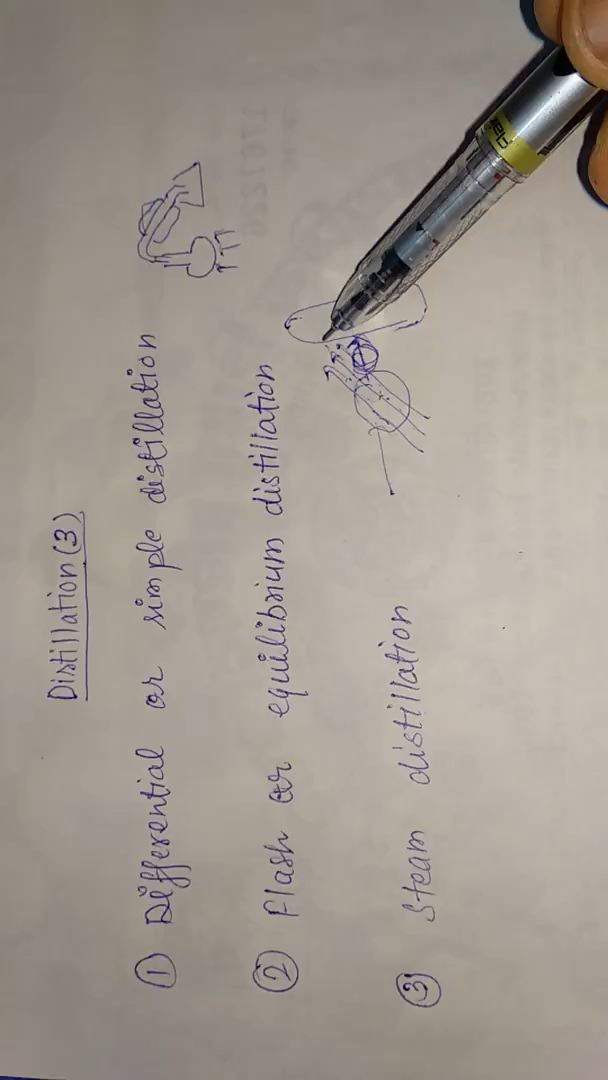 Distillation (3)
① Differential or simple distillation
② Flash or equilibrium distillation
③ Steam distillation